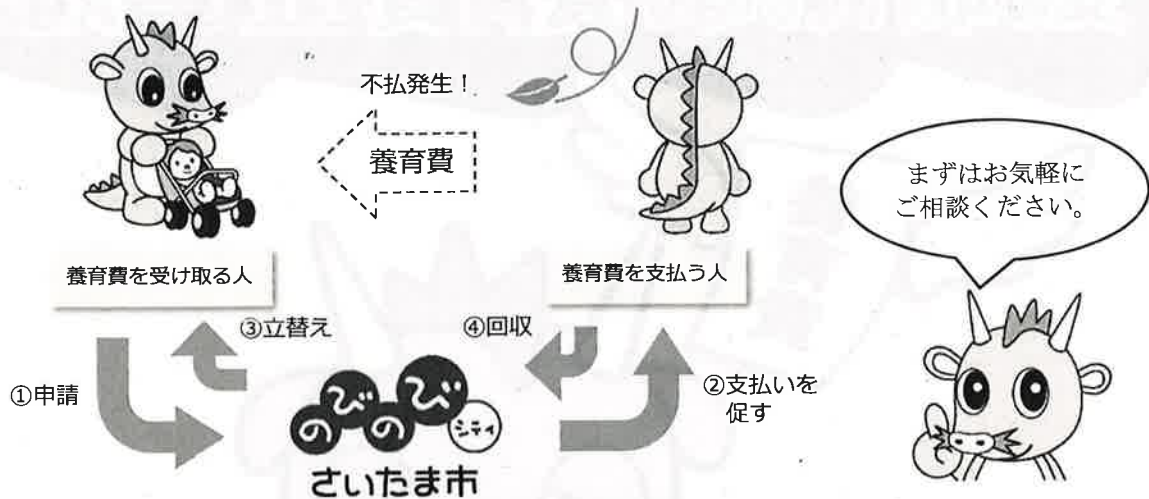 不払発生！
養育費
まずはお気軽に
ご相談ください。
養育費を受け取る人
養育費を支払う人
③立替え
④回収
①申請
②支払いを
促す
のびのび
シティ
さいたま市